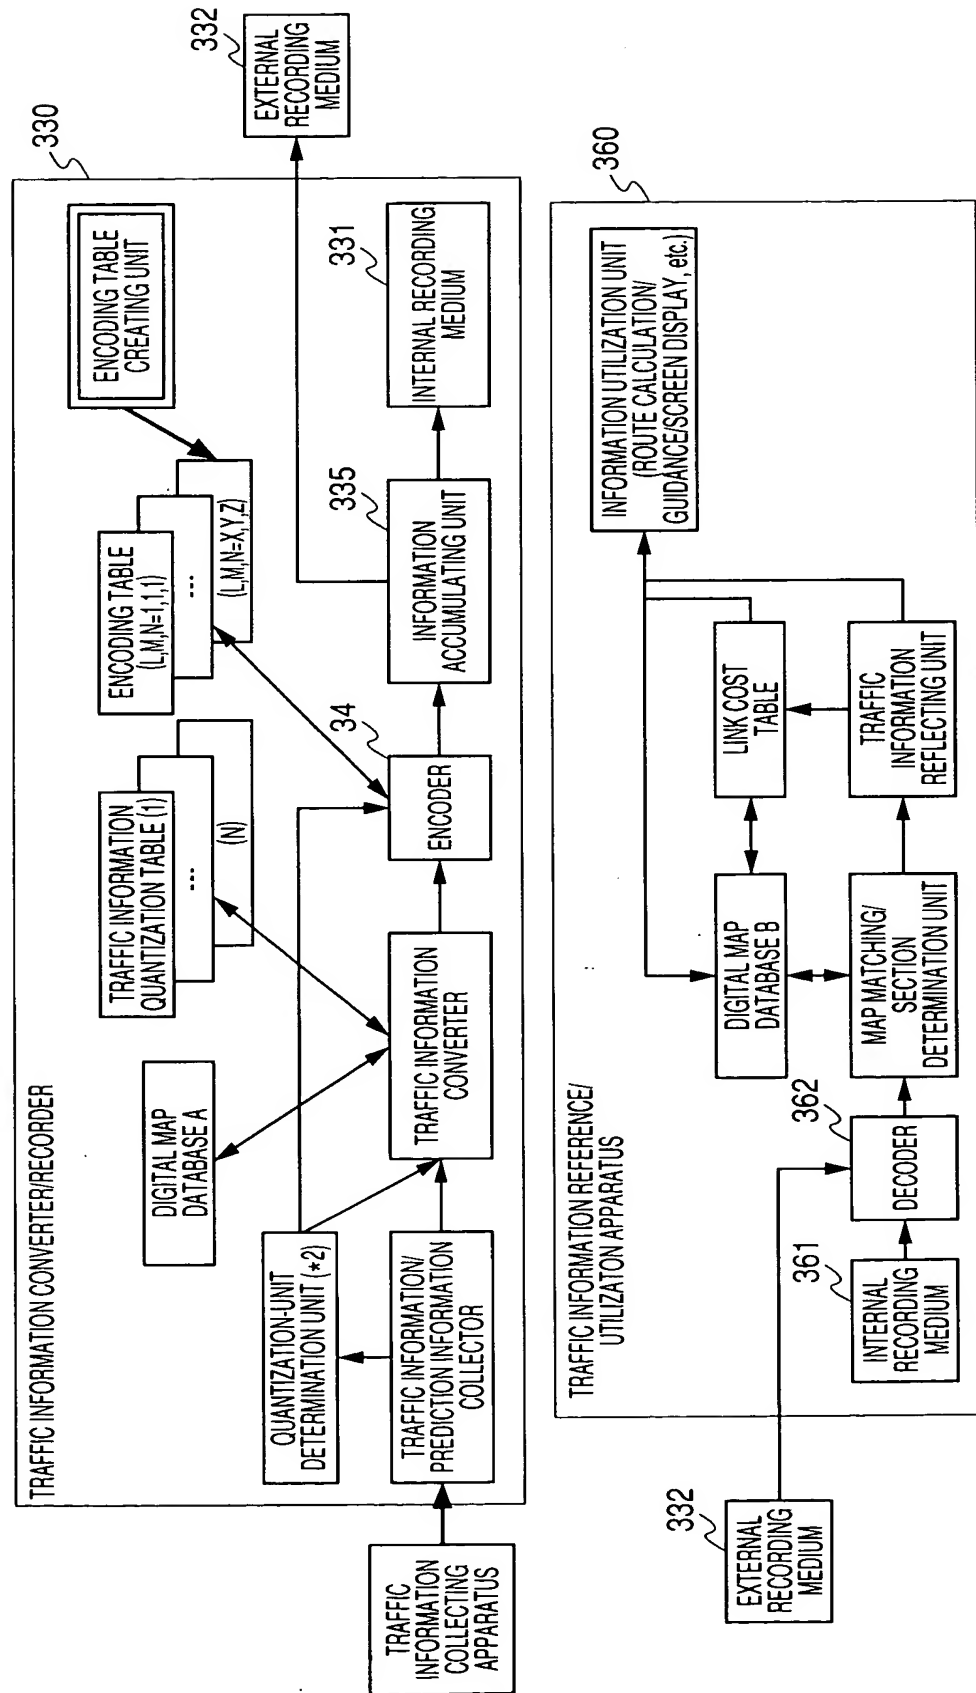 TRAFFIC INFORMATION CONVERTER/RECORDER
330
332
EXTERNAL
RECORDING
MEDIUM
TRAFFIC
INFORMATION
COLLECTING
APPARATUS
QUANTIZATION-UNIT
DETERMINATION UNIT (*2)
TRAFFIC INFORMATION/
PREDICTION INFORMATION
COLLECTOR
DIGITAL MAP
DATABASE A
TRAFFIC INFORMATION
QUANTIZATION TABLE (1)
...
(N)
TRAFFIC INFORMATION
CONVERTER
ENCODING TABLE
(L,M,N=1,1,1)
...
(L,M,N=X,Y,Z)
ENCODING TABLE
CREATING UNIT
34
ENCODER
335
INFORMATION
ACCUMULATING UNIT
331
INTERNAL RECORDING
MEDIUM
TRAFFIC INFORMATION REFERENCE/
UTILIZATON APPARATUS
360
332
EXTERNAL
RECORDING
MEDIUM
361
INTERNAL
RECORDING
MEDIUM
362
DECODER
DIGITAL MAP
DATABASE B
MAP MATCHING/
SECTION
DETERMINATION UNIT
LINK COST
TABLE
TRAFFIC
INFORMATION
REFLECTING UNIT
INFORMATION UTILIZATION UNIT
(ROUTE CALCULATION/
GUIDANCE/SCREEN DISPLAY, etc.)